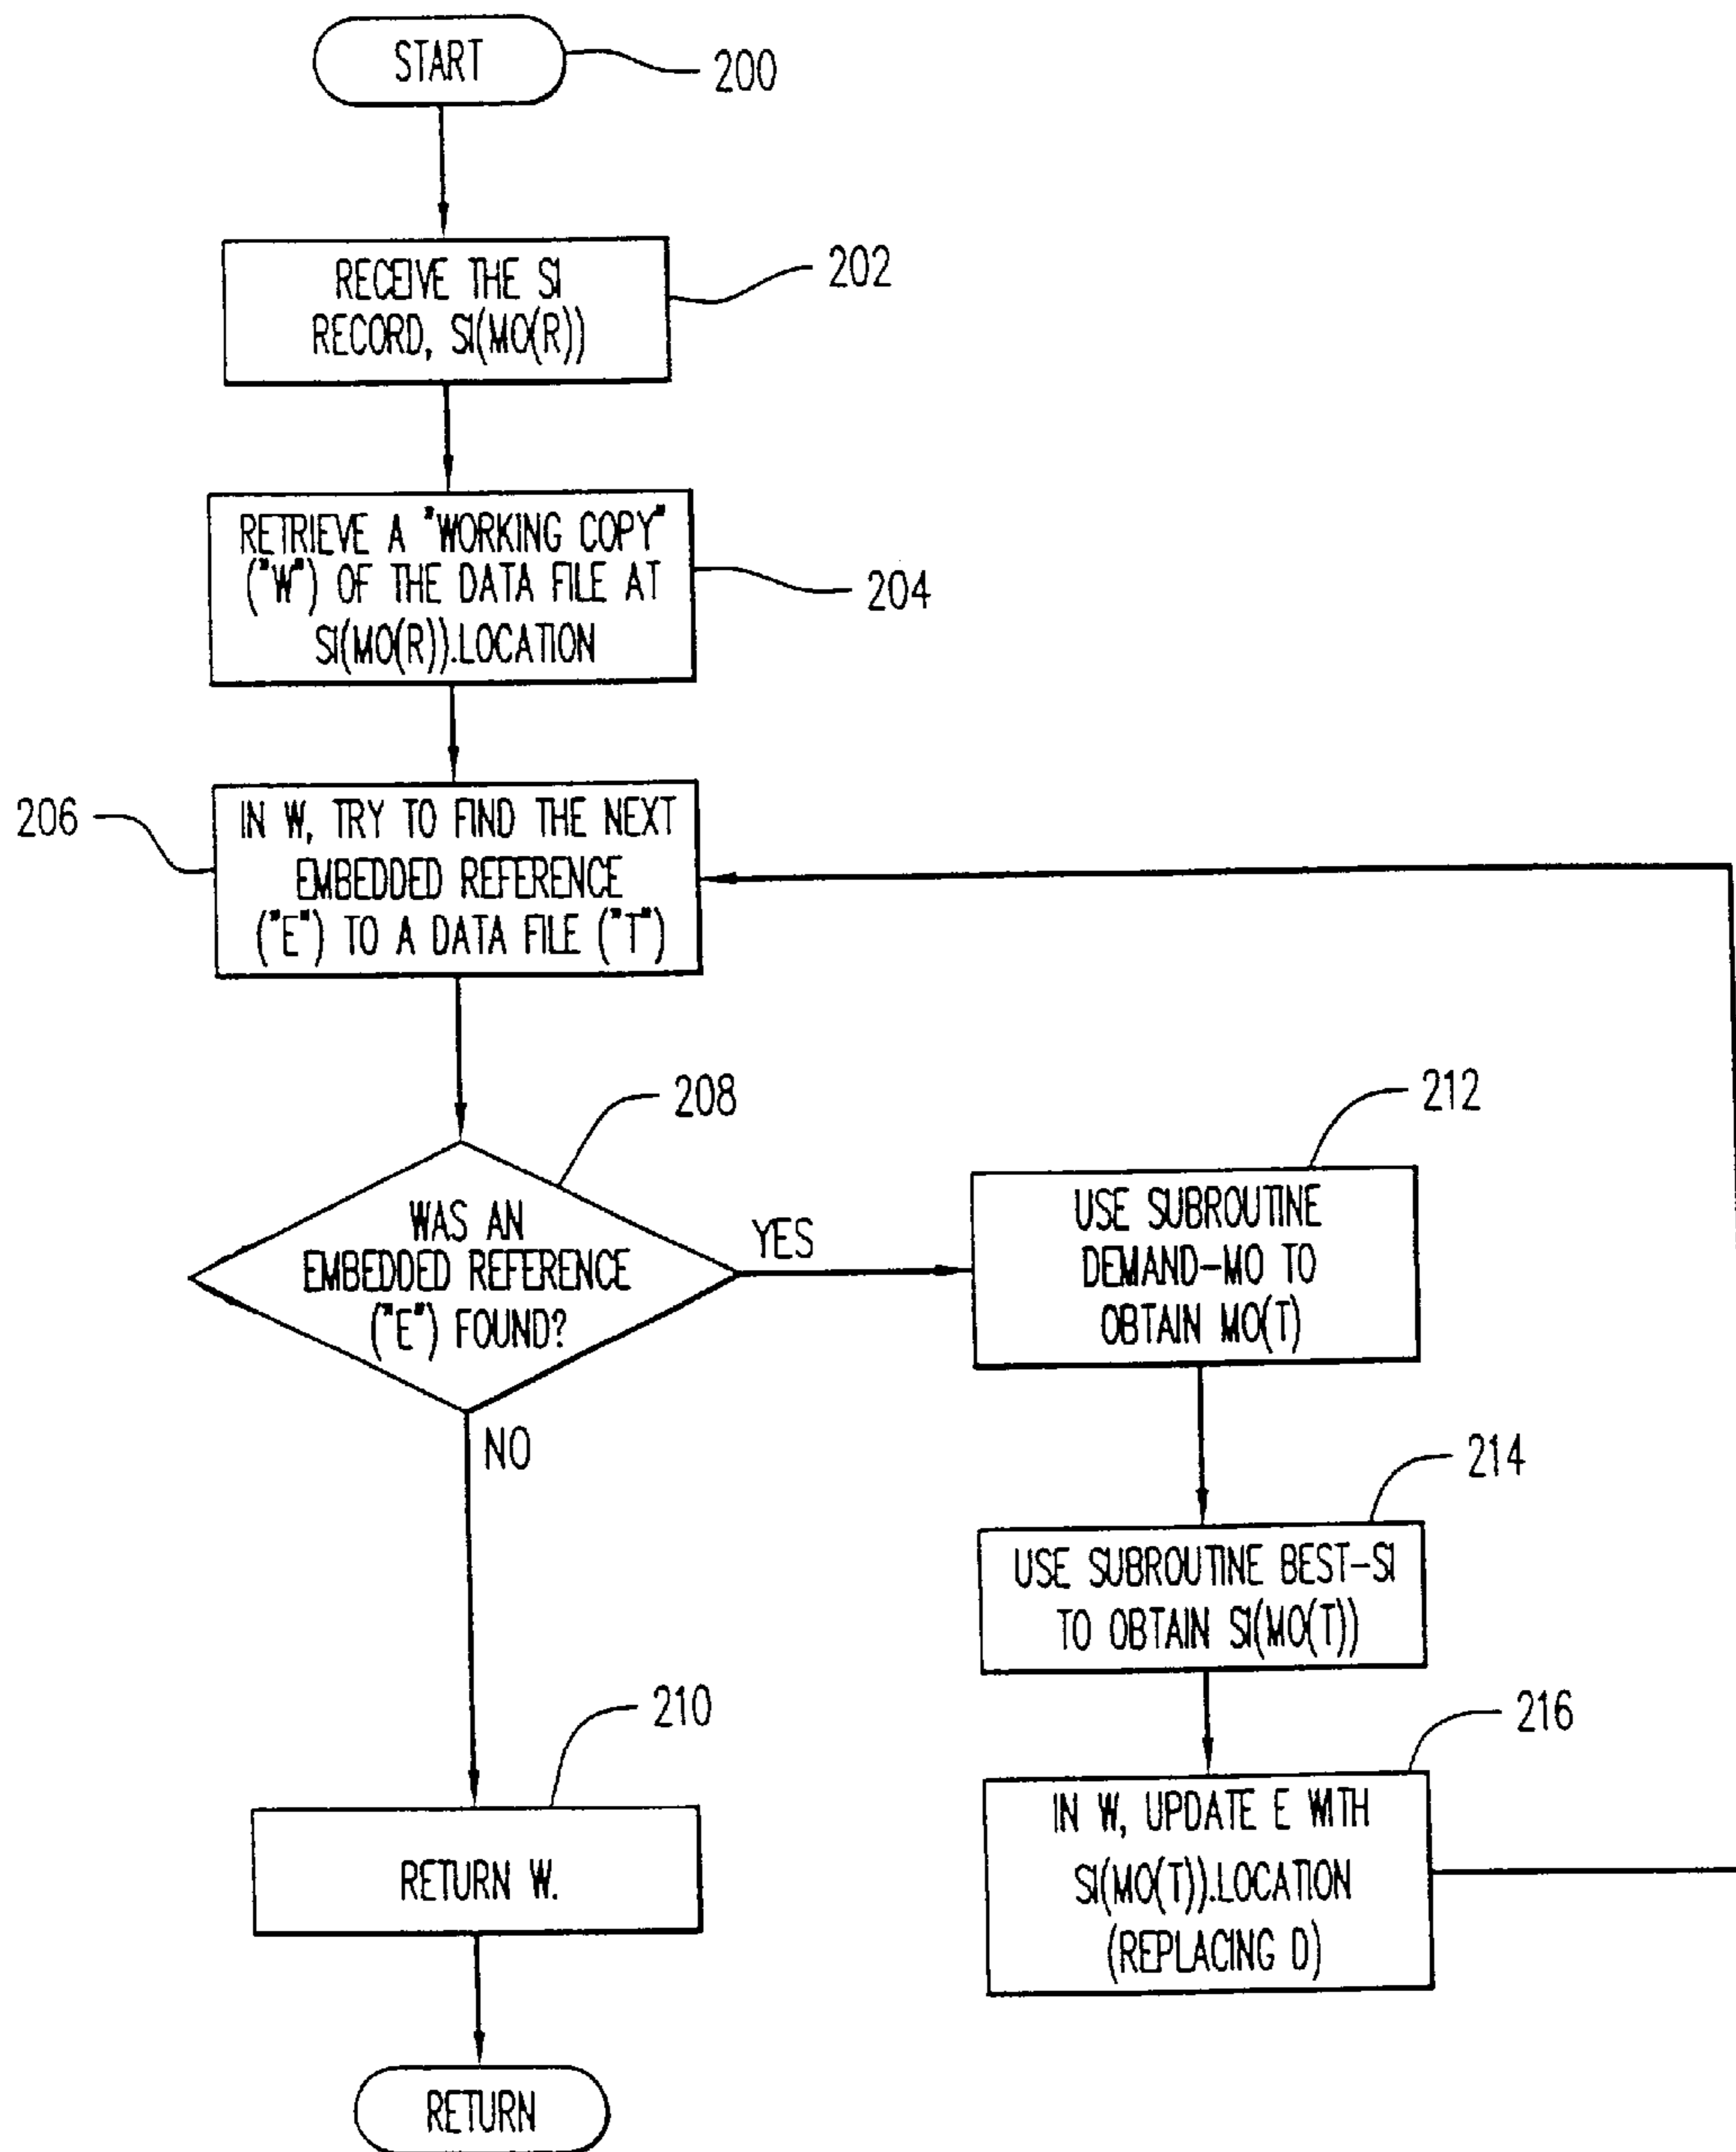 START
200
RECEIVE THE SI
RECORD, SI(MO(R))
202
RETRIEVE A "WORKING COPY"
("W") OF THE DATA FILE AT
SI(MO(R)).LOCATION
204
206
IN W, TRY TO FIND THE NEXT
EMBEDDED REFERENCE
("E") TO A DATA FILE ("T")
208
WAS AN
EMBEDDED REFERENCE
("E") FOUND?
YES
NO
212
USE SUBROUTINE
DEMAND-MO TO
OBTAIN MO(T)
214
USE SUBROUTINE BEST-SI
TO OBTAIN SI(MO(T))
216
IN W, UPDATE E WITH
SI(MO(T)).LOCATION
(REPLACING D)
210
RETURN W.
RETURN